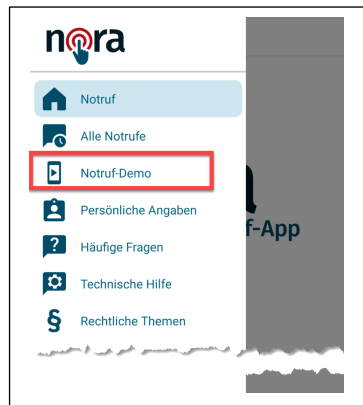 nora
Notruf
Alle Notrufe
Notruf-Demo
Persönliche Angaben
f-App
Häufige Fragen
Technische Hilfe
§ Rechtliche Themen